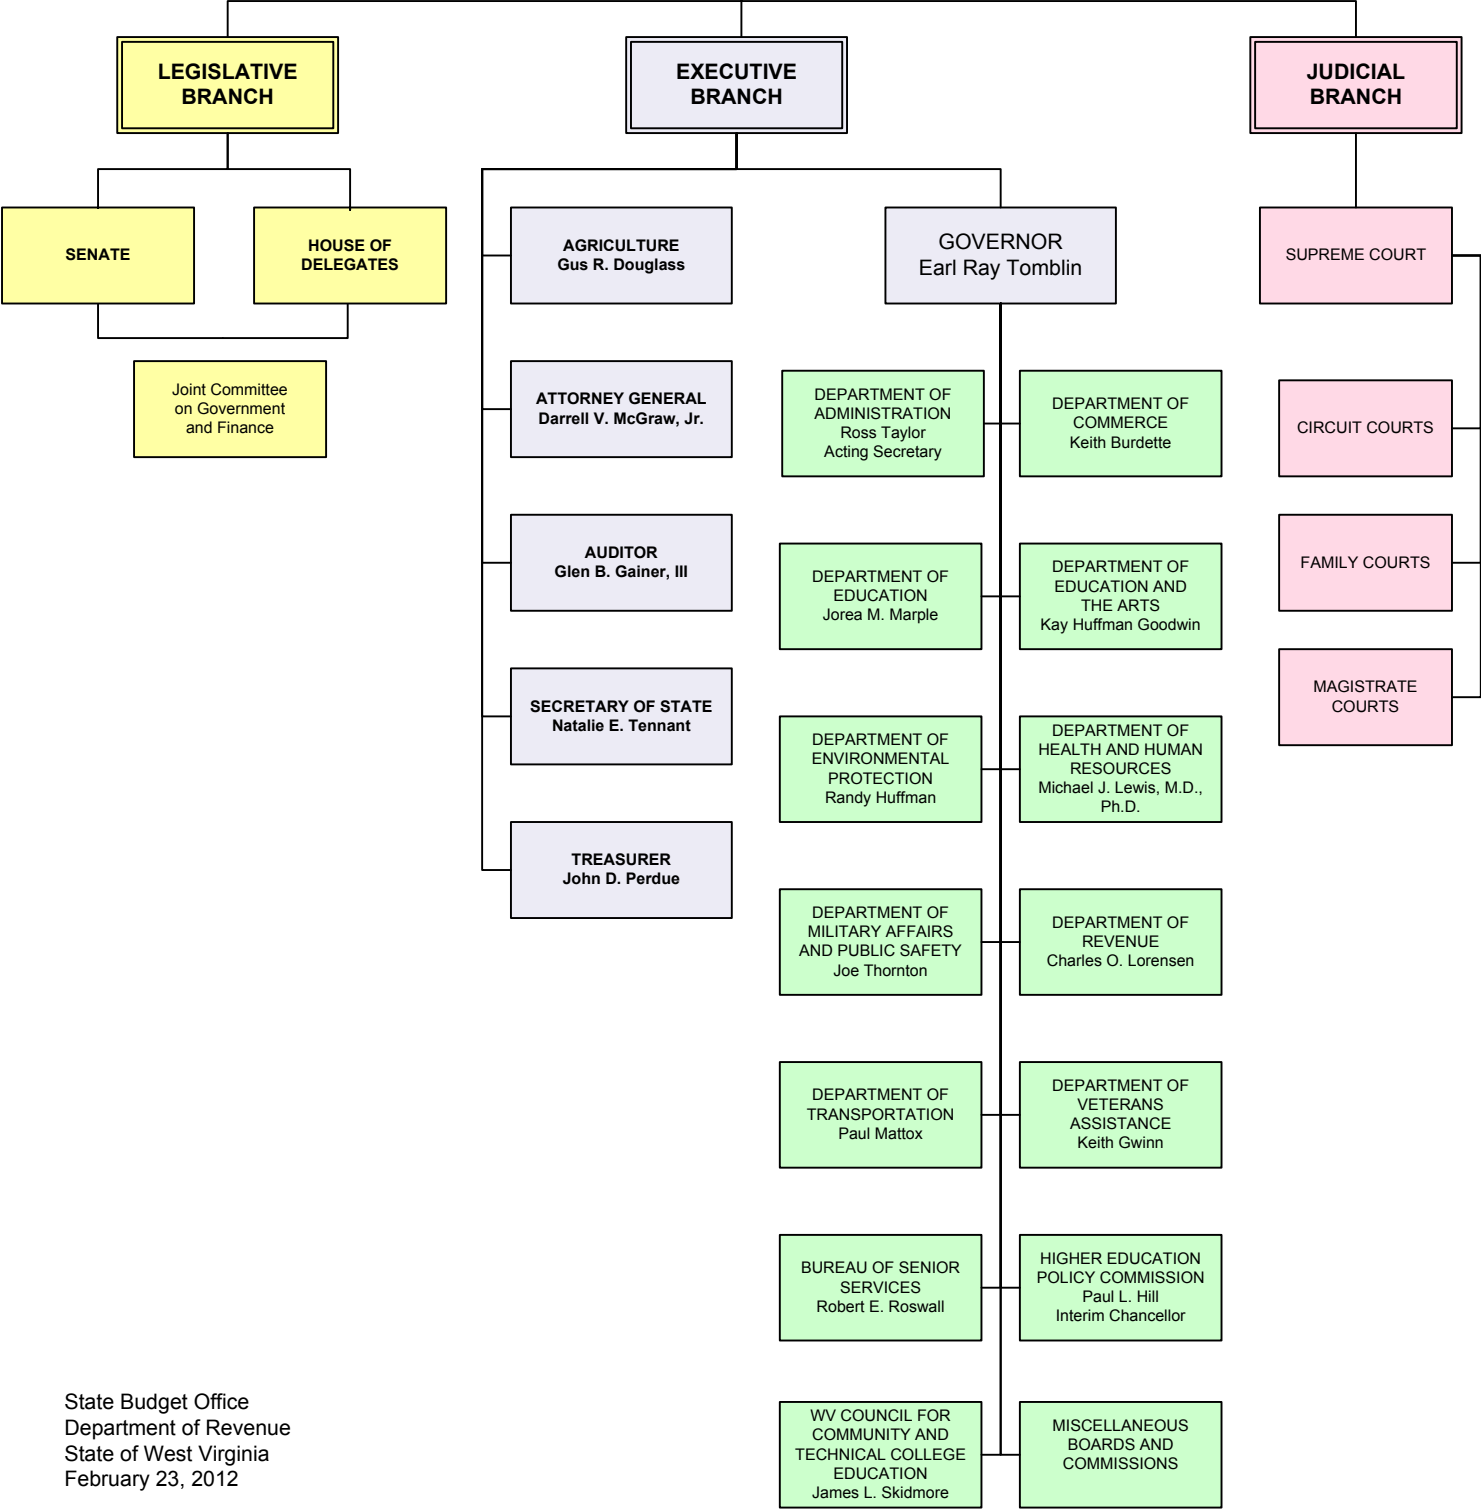 LEGISLATIVE
BRANCH
EXECUTIVE
BRANCH
JUDICIAL
BRANCH
SENATE
HOUSE OF
DELEGATES
Joint Committee
on Government
and Finance
AGRICULTURE
Gus R. Douglass
ATTORNEY GENERAL
Darrell V. McGraw, Jr.
AUDITOR
Glen B. Gainer, III
SECRETARY OF STATE
Natalie E. Tennant
TREASURER
John D. Perdue
GOVERNOR
Earl Ray Tomblin
DEPARTMENT OF
ADMINISTRATION
Ross Taylor
Acting Secretary
DEPARTMENT OF
COMMERCE
Keith Burdette
DEPARTMENT OF
EDUCATION
Jorea M. Marple
DEPARTMENT OF
EDUCATION AND
THE ARTS
Kay Huffman Goodwin
DEPARTMENT OF
ENVIRONMENTAL
PROTECTION
Randy Huffman
DEPARTMENT OF
HEALTH AND HUMAN
RESOURCES
Michael J. Lewis, M.D.,
Ph.D.
DEPARTMENT OF
MILITARY AFFAIRS
AND PUBLIC SAFETY
Joe Thornton
DEPARTMENT OF
REVENUE
Charles O. Lorensen
DEPARTMENT OF
TRANSPORTATION
Paul Mattox
DEPARTMENT OF
VETERANS
ASSISTANCE
Keith Gwinn
BUREAU OF SENIOR
SERVICES
Robert E. Roswall
HIGHER EDUCATION
POLICY COMMISSION
Paul L. Hill
Interim Chancellor
WV COUNCIL FOR
COMMUNITY AND
TECHNICAL COLLEGE
EDUCATION
James L. Skidmore
MISCELLANEOUS
BOARDS AND
COMMISSIONS
SUPREME COURT
CIRCUIT COURTS
FAMILY COURTS
MAGISTRATE
COURTS
State Budget Office
Department of Revenue
State of West Virginia
February 23, 2012